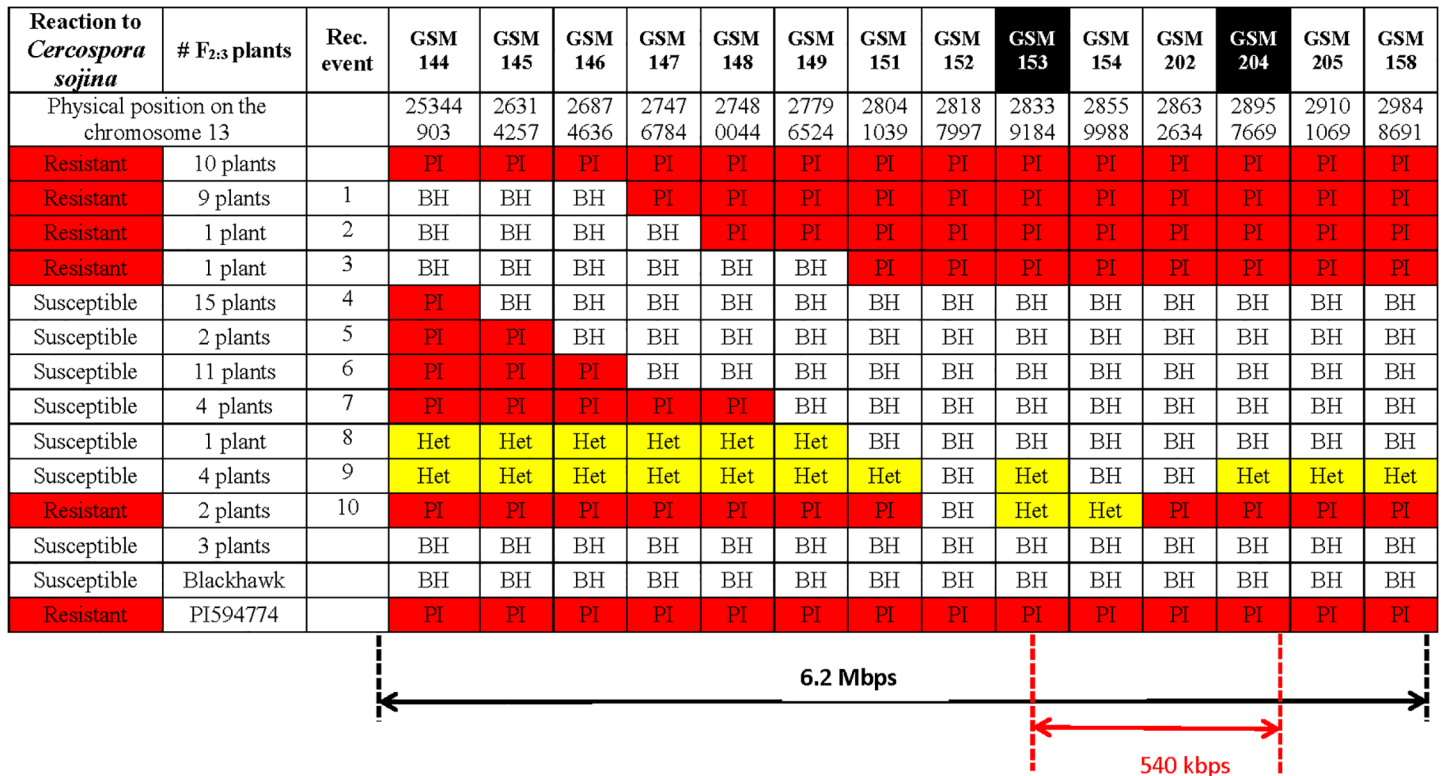 Reaction to Cercospora sojina # F2:3 plants Rec. event GSM 144 GSM 145 GSM 146 GSM 147 GSM 148 GSM 149 GSM 151 GSM 152 GSM 153 GSM 154 GSM 202 GSM 204 GSM 205 GSM 158
Physical position on the chromosome 13 25344903 26314257 26874636 27476784 27480044 27796524 28041039 28187997 28339184 28559988 28632634 28957669 29101069 29848691
Resistant 10 plants PI PI PI PI PI PI PI PI PI PI PI PI PI PI
Resistant 9 plants 1 BH BH BH PI PI PI PI PI PI PI PI PI PI PI
Resistant 1 plant 2 BH BH BH BH PI PI PI PI PI PI PI PI PI PI
Resistant 1 plant 3 BH BH BH BH BH BH PI PI PI PI PI PI PI PI
Susceptible 15 plants 4 PI BH BH BH BH BH BH BH BH BH BH BH BH BH
Susceptible 2 plants 5 PI PI BH BH BH BH BH BH BH BH BH BH BH BH
Susceptible 11 plants 6 PI PI PI BH BH BH BH BH BH BH BH BH BH BH
Susceptible 4 plants 7 PI PI PI PI PI BH BH BH BH BH BH BH BH BH
Susceptible 1 plant 8 Het Het Het Het Het Het BH BH BH BH BH BH BH BH
Susceptible 4 plants 9 Het Het Het Het Het Het Het BH Het BH BH Het Het Het
Resistant 2 plants 10 PI PI PI PI PI PI PI BH Het Het PI PI PI PI
Susceptible 3 plants BH BH BH BH BH BH BH BH BH BH BH BH BH BH
Susceptible Blackhawk BH BH BH BH BH BH BH BH BH BH BH BH BH BH
Resistant PI594774 PI PI PI PI PI PI PI PI PI PI PI PI PI PI
6.2 Mbps
540 kbps